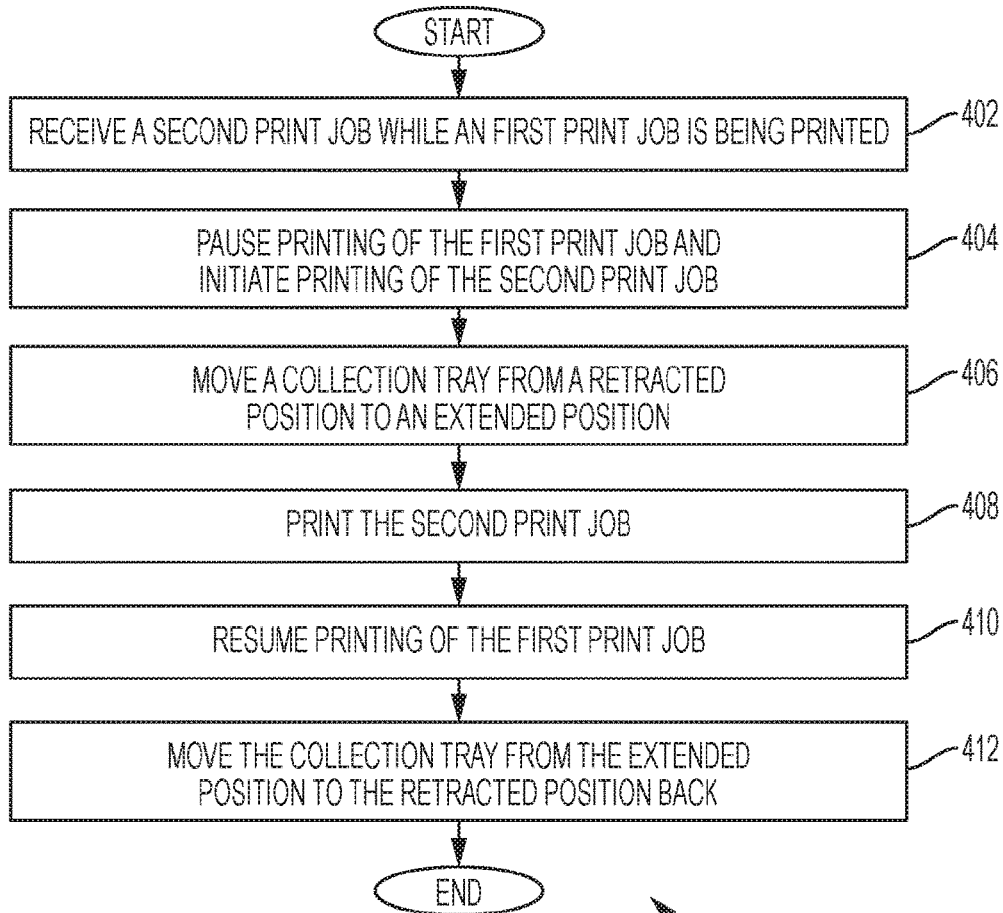 START
RECEIVE A SECOND PRINT JOB WHILE AN FIRST PRINT JOB IS BEING PRINTED
402
PAUSE PRINTING OF THE FIRST PRINT JOB AND
INITIATE PRINTING OF THE SECOND PRINT JOB
404
MOVE A COLLECTION TRAY FROM A RETRACTED
POSITION TO AN EXTENDED POSITION
406
PRINT THE SECOND PRINT JOB
408
RESUME PRINTING OF THE FIRST PRINT JOB
410
MOVE THE COLLECTION TRAY FROM THE EXTENDED
POSITION TO THE RETRACTED POSITION BACK
412
END